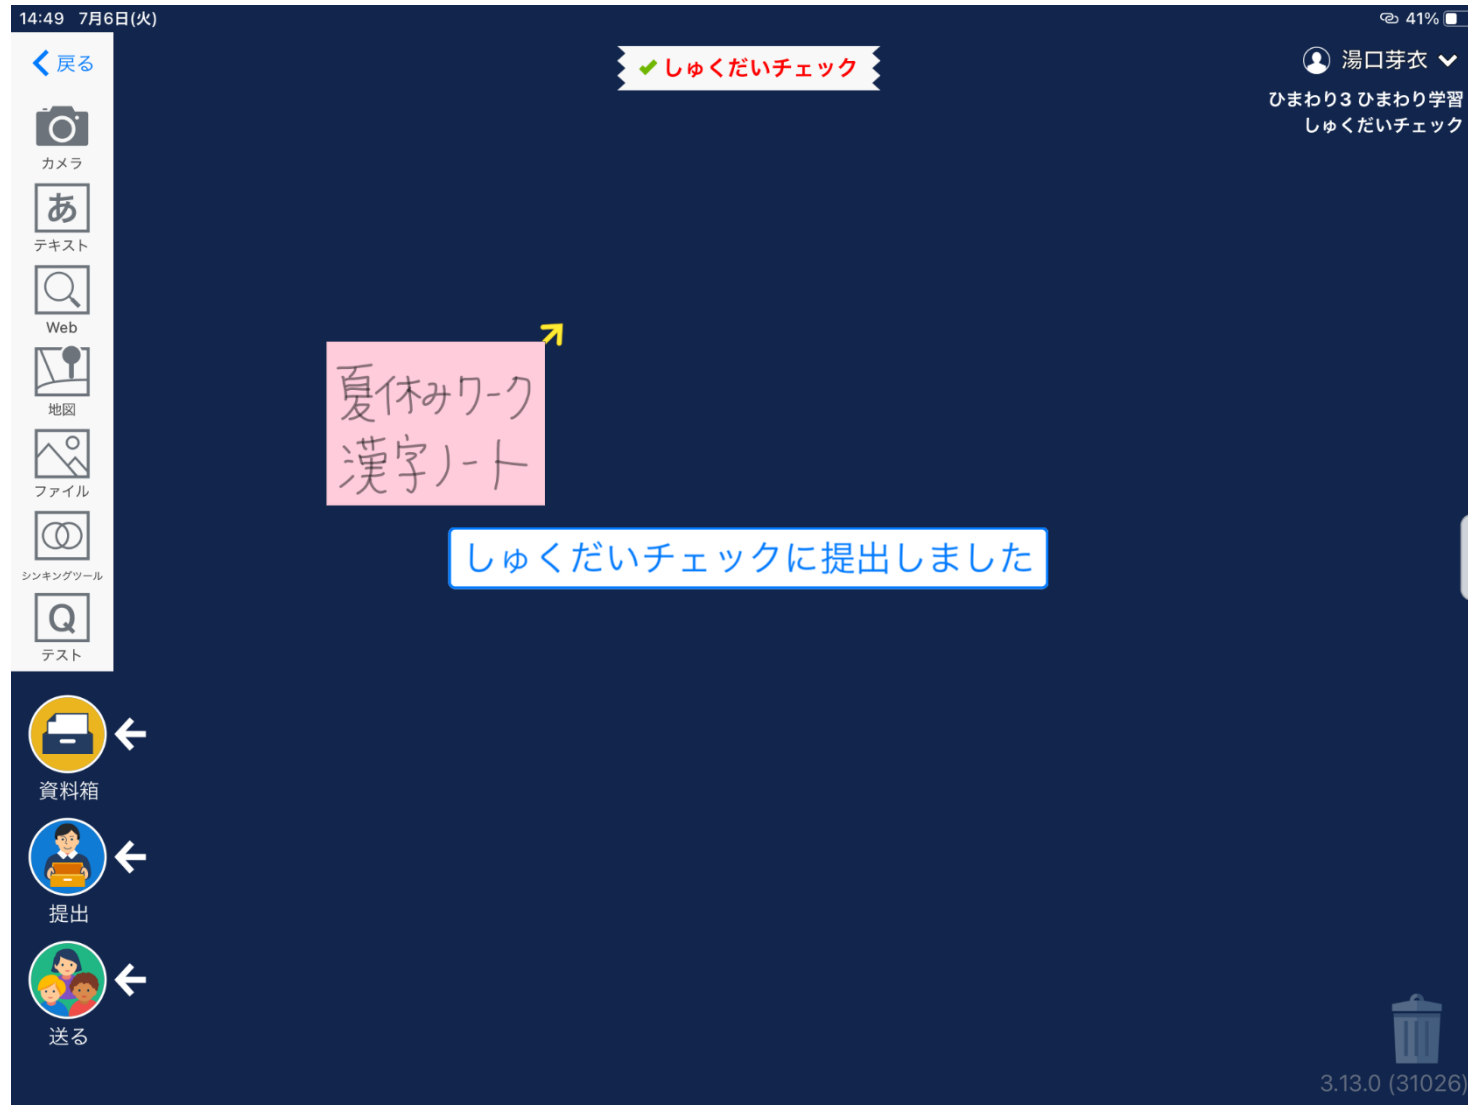 14:49 7月6日(火)
41%
戻る
しゅくだいチェック
湯口芽衣
ひまわり3 ひまわり学習
しゅくだいチェック
カメラ
あ
テキスト
Web
地図
ファイル
シンキングツール
Q
テスト
夏休みワーク
漢字ノート
しゅくだいチェックに提出しました
資料箱
提出
送る
3.13.0 (31026)